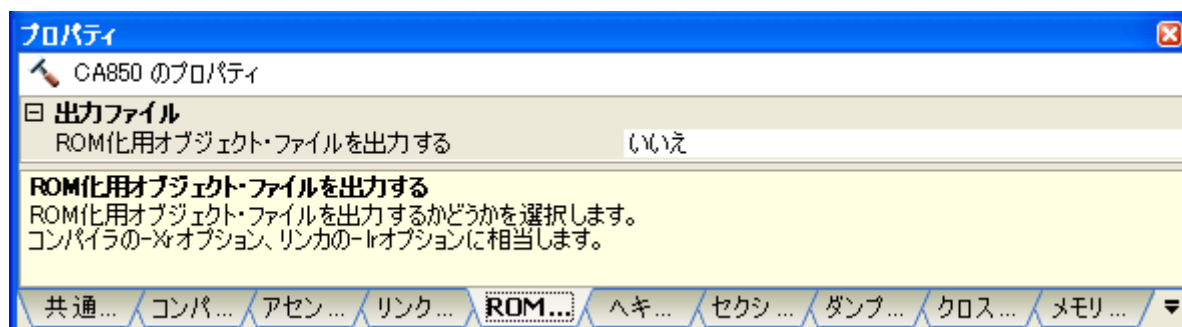 プロパティ
CA850 のプロパティ
出力ファイル
ROM化用オブジェクト・ファイルを出力する いいえ
ROM化用オブジェクト・ファイルを出力する
ROM化用オブジェクト・ファイルを出力するかどうかを選択します。
コンパイラの-Xrオプション、リンカの-lrオプションに相当します。
共通... コンパ... アセン... リンク... ROM... ヘキ... セクシ... ダンプ... クロス... メモリ...